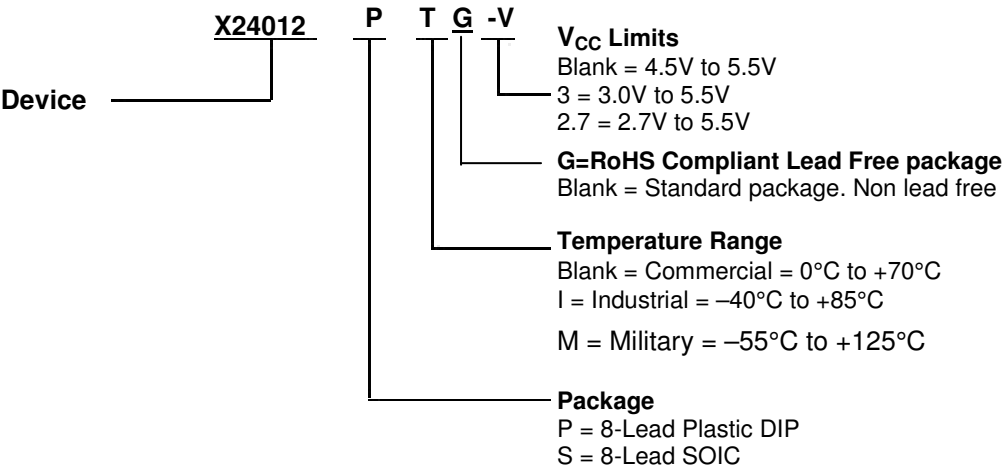 X24012 P T G -V
Device
VCC Limits
Blank = 4.5V to 5.5V
3 = 3.0V to 5.5V
2.7 = 2.7V to 5.5V
G=RoHS Compliant Lead Free package
Blank = Standard package. Non lead free
Temperature Range
Blank = Commercial = 0°C to +70°C
I = Industrial = –40°C to +85°C
M = Military = –55°C to +125°C
Package
P = 8-Lead Plastic DIP
S = 8-Lead SOIC